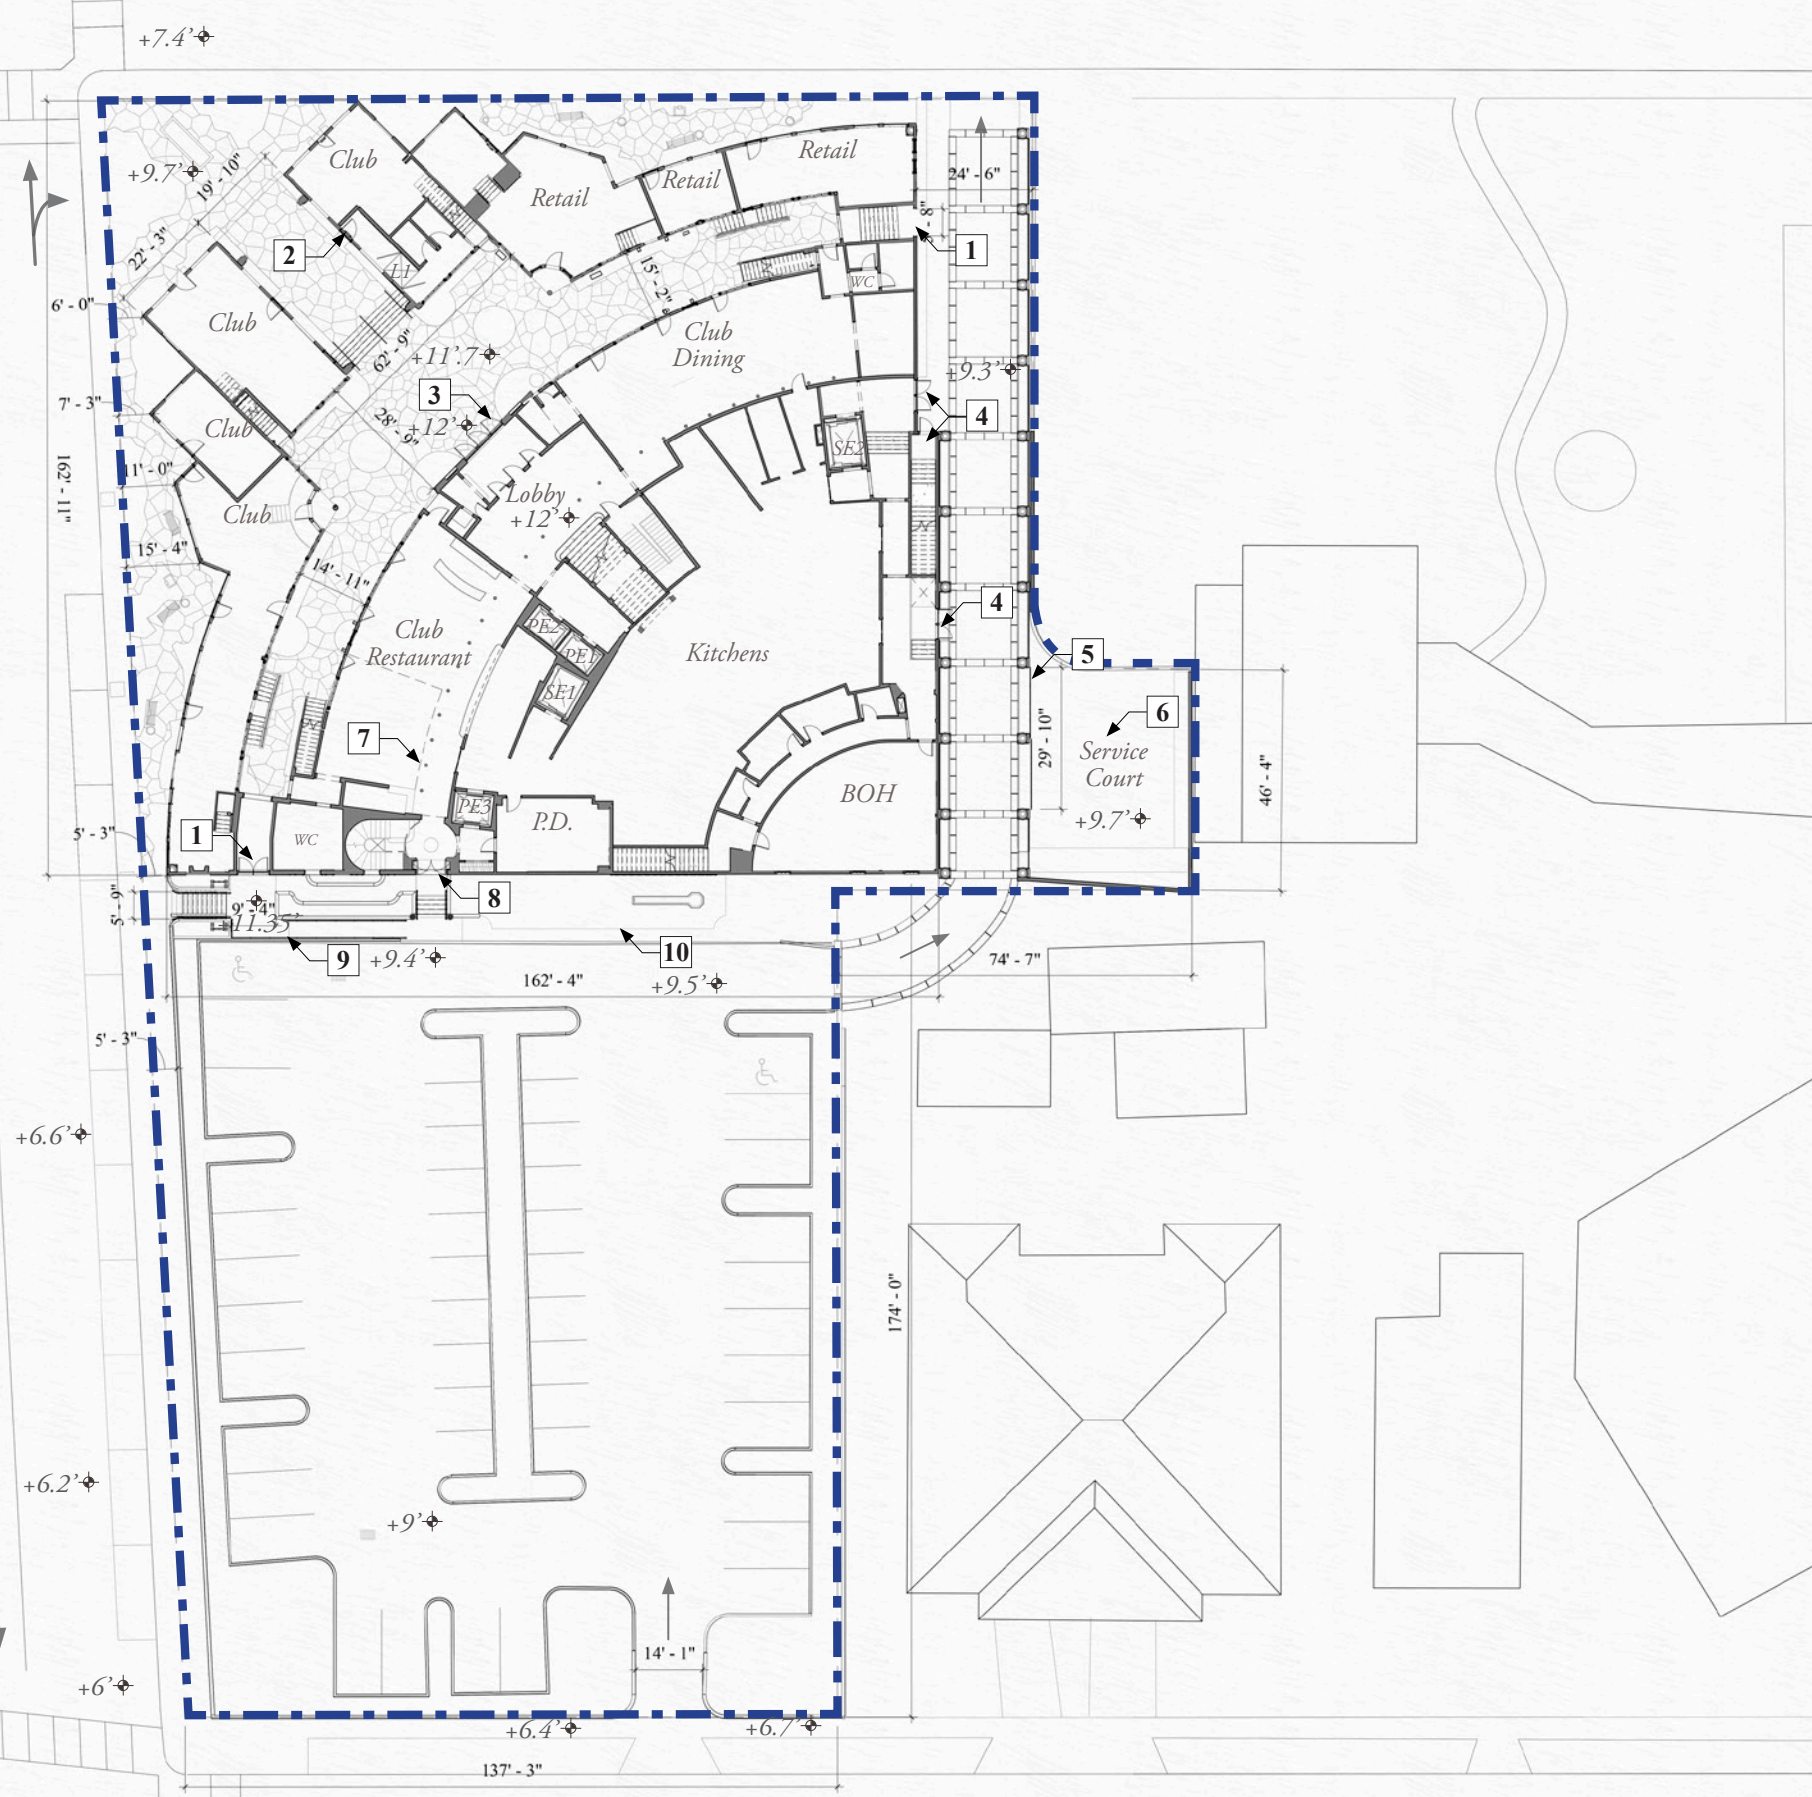 +7.4'
+9.7'
19' - 10"
22' - 3"
6' - 0"
7' - 3"
11' - 0"
15' - 4"
162' - 11"
Club
2
L1
Retail
Retail
Retail
24' - 6"
1
WC
15' - 2"
Club
62' - 9"
+11'.7
Club
Dining
3
28' - 9"
+12'
+9.3'
4
SE2
Club
Club
Lobby
+12'
14' - 11"
4
Club
Restaurant
PE2
PE1
SE1
Kitchens
5
6
29' - 10"
Service
Court
+9.7'
46' - 4"
7
BOH
PE3
P.D.
5' - 3"
1
WC
8
5' - 9"
9' - 4"
+11.35'
9
+9.4'
10
+9.5'
162' - 4"
74' - 7"
5' - 3"
+6.6'
174' - 0"
+6.2'
+9'
14' - 1"
+6'
+6.4'
+6.7'
137' - 3"